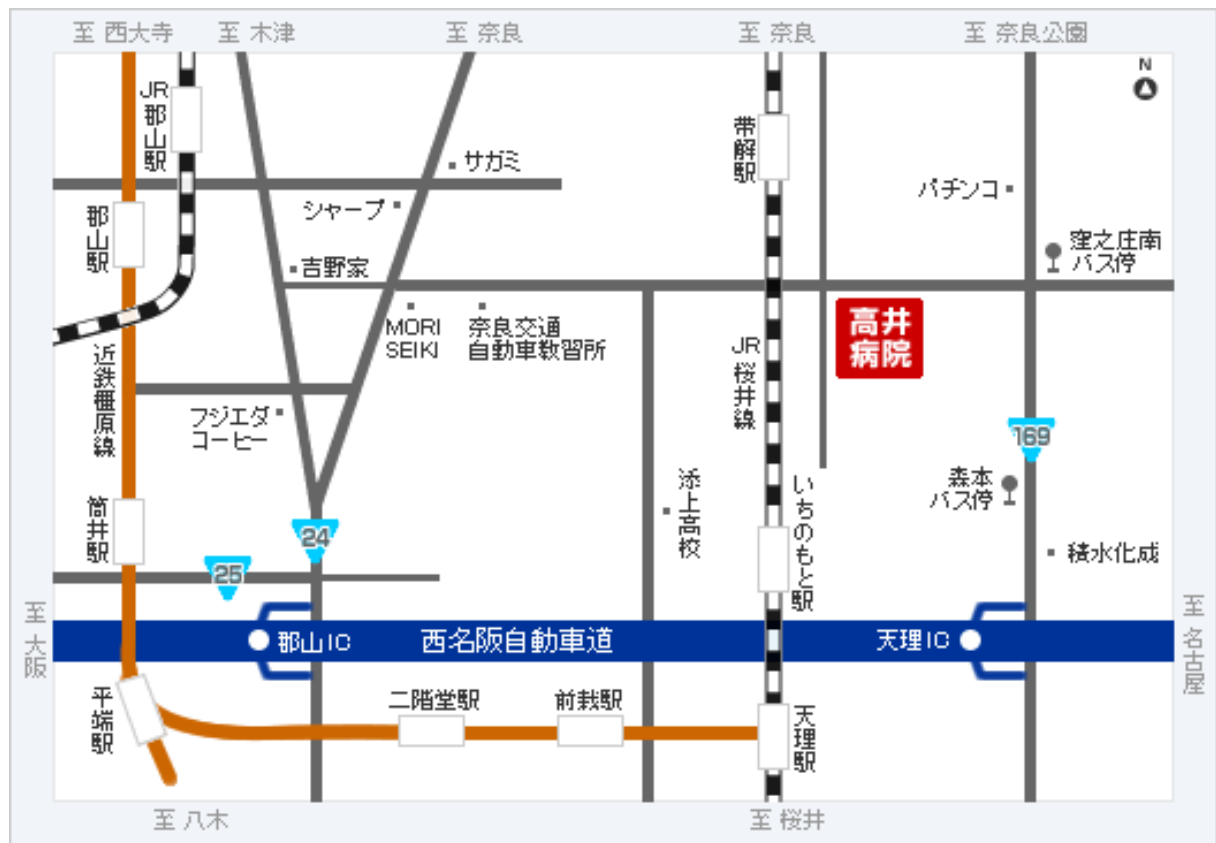 至 西大寺
至 木津
至 奈良
至 奈良
至 奈良公園
N
JR郡山駅
帯解駅
サガミ
パチンコ
シャープ
郡山駅
窪之庄南
バス停
吉野家
高井
病院
MORI
SEIKI
奈良交通
自動車教習所
JR桜井線
近鉄橿原線
フジエダ
コーヒー
169
森本
バス停
添上高校
いちのもと駅
筒井駅
24
積水化成
25
至 大阪
至 名古屋
郡山IC
西名阪自動車道
天理IC
平端駅
二階堂駅
前栽駅
天理駅
至 八木
至 桜井